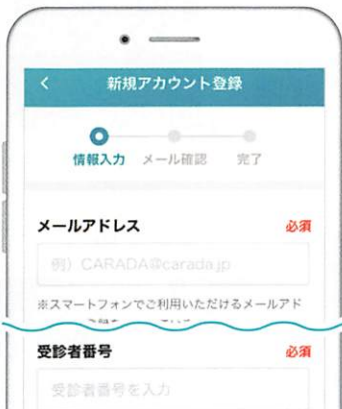 <
新規アカウント登録
情報入力 メール確認 完了
メールアドレス 必須
例）CARADA@carada.jp
※スマートフォンでご利用いただけるメールアド
受診者番号 必須
受診者番号を入力